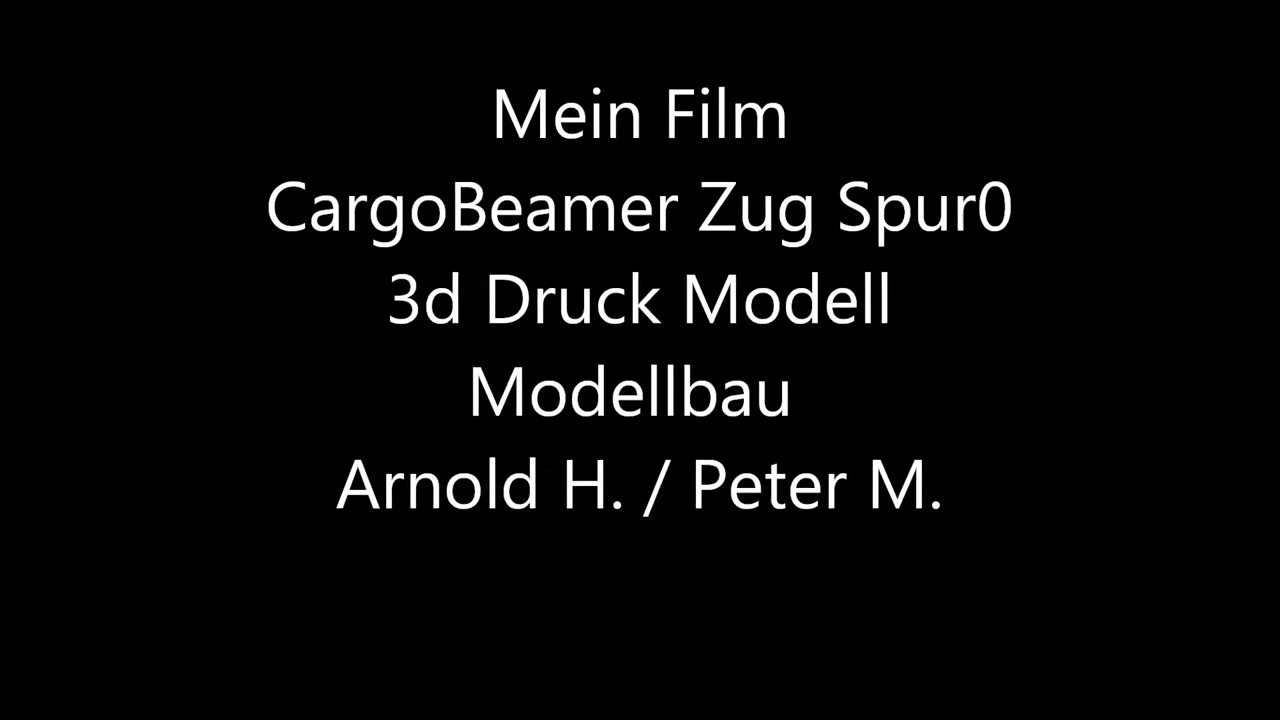 Mein Film
CargoBeamer Zug Spur0
3d Druck Modell
Modellbau
Arnold H. / Peter M.